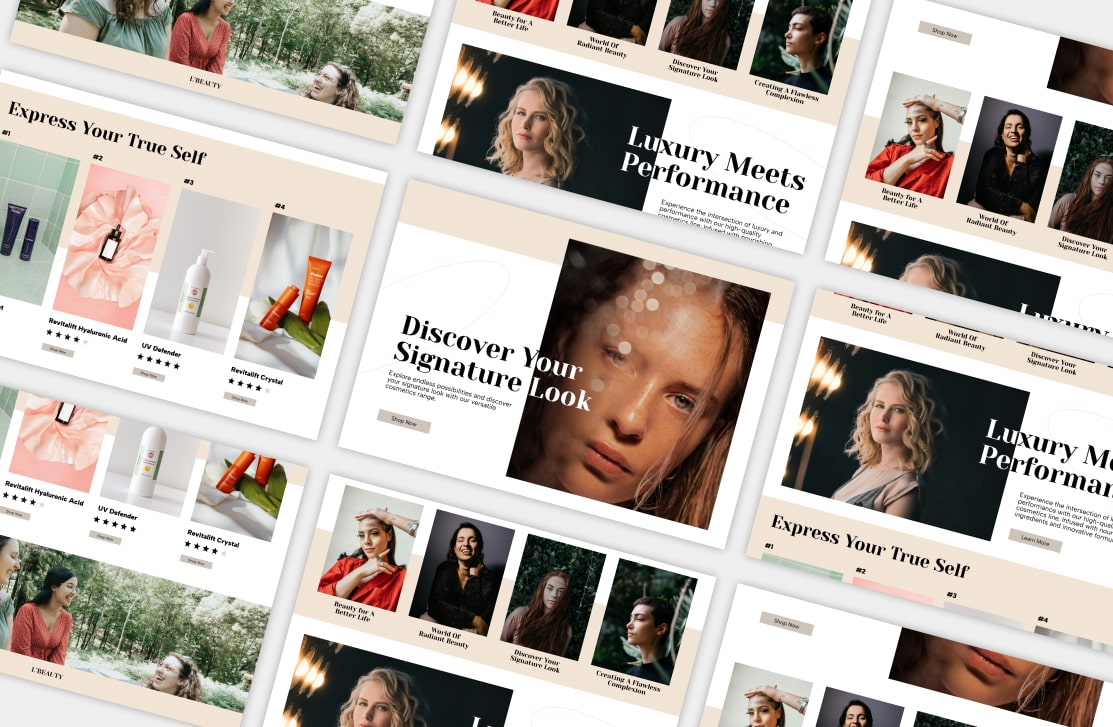 L'BEAUTY
Express Your True Self
#1
#2
#3
#4
Revitalift Hyaluronic Acid
Shop Now
UV Defender
Shop Now
Revitalift Crystal
Shop Now
Revitalift Hyaluronic Acid
Shop Now
UV Defender
Shop Now
Revitalift Crystal
Shop Now
L'BEAUTY
Beauty for A
Better Life
World Of
Radiant Beauty
Discover Your
Signature Look
Creating A Flawless
Complexion
Luxury Meets
Performance
Experience the intersection of luxury and
performance with our high-quality
cosmetics line, infused with nourishing
Discover Your
Signature Look
Explore endless possibilities and discover
your signature look with our versatile
cosmetics range.
Shop Now
Beauty for A
Better Life
World Of
Radiant Beauty
Discover Your
Signature Look
Creating A Flawless
Complexion
Shop Now
Beauty for A
Better Life
World Of
Radiant Beauty
Discover Your
Signature Look
Luxury
Beauty for A
Better Life
World Of
Radiant Beauty
Discover Your
Signature Look
Luxury Me
Performan
Experience the intersection of l
performance with our high-qual
cosmetics line, infused with nour
ingredients and innovative formu
Learn More
Express Your True Self
#1
#2
#3
#4
Shop Now